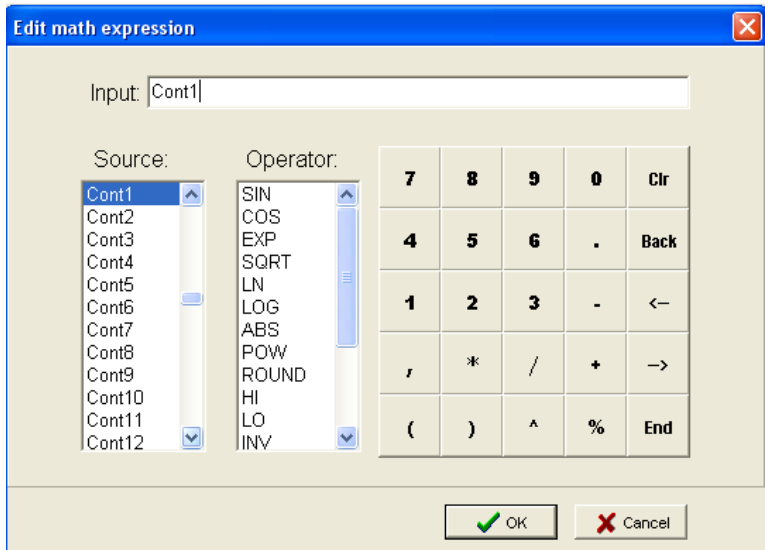 Edit math expression
Input: Cont1
Source:
Cont1
Cont2
Cont3
Cont4
Cont5
Cont6
Cont7
Cont8
Cont9
Cont10
Cont11
Cont12
Operator:
SIN
COS
EXP
SQRT
LN
LOG
ABS
POW
ROUND
HI
LO
INV
7 8 9 0 Clr
4 5 6 . Back
1 2 3 - <--
, * / + -->
( ) ^ % End
OK Cancel